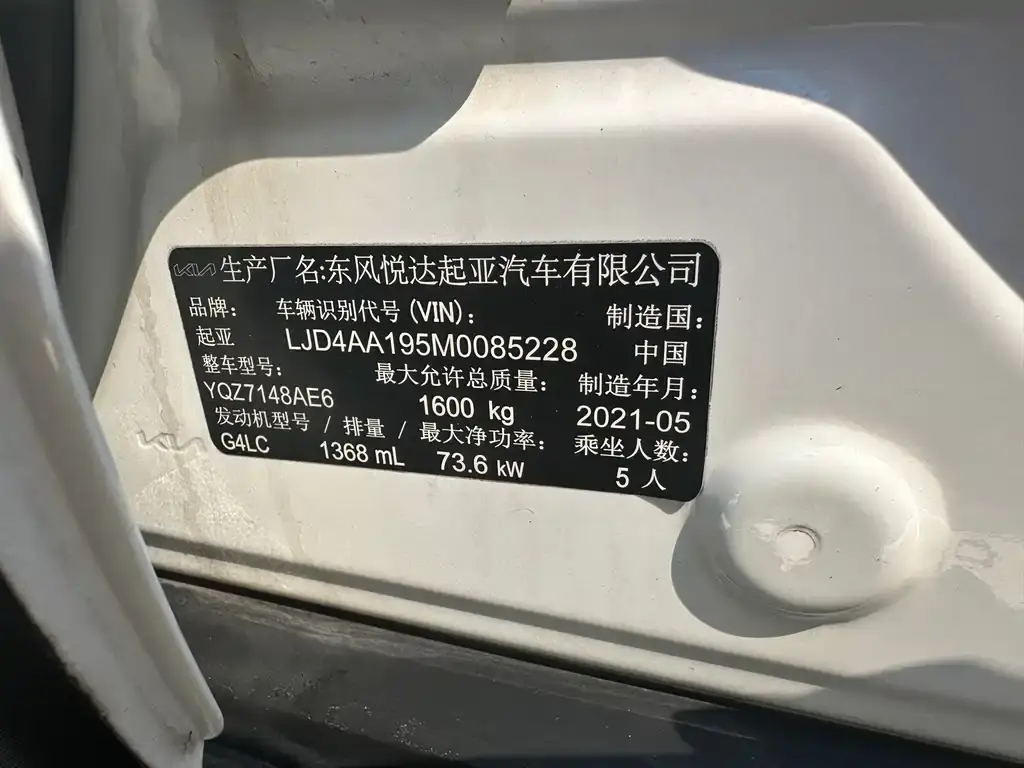 KIA 生产厂名:东风悦达起亚汽车有限公司
品牌: 车辆识别代号(VIN): 制造国:
起亚 LJD4AA195M0085228 中国
整车型号: 最大允许总质量: 制造年月:
YQZ7148AE6 1600 kg 2021-05
发动机型号 / 排量 / 最大净功率: 乘坐人数:
G4LC 1368 mL 73.6 kW 5 人
KIA